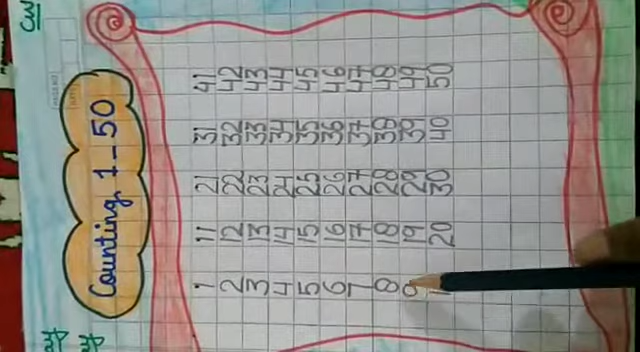 CW
Counting 1-50
1 11 21 31 41
2 12 22 32 42
3 13 23 33 43
4 14 24 34 44
5 15 25 35 45
6 16 26 36 46
7 17 27 37 47
8 18 28 38 48
9 19 29 39 49
20 30 40 50